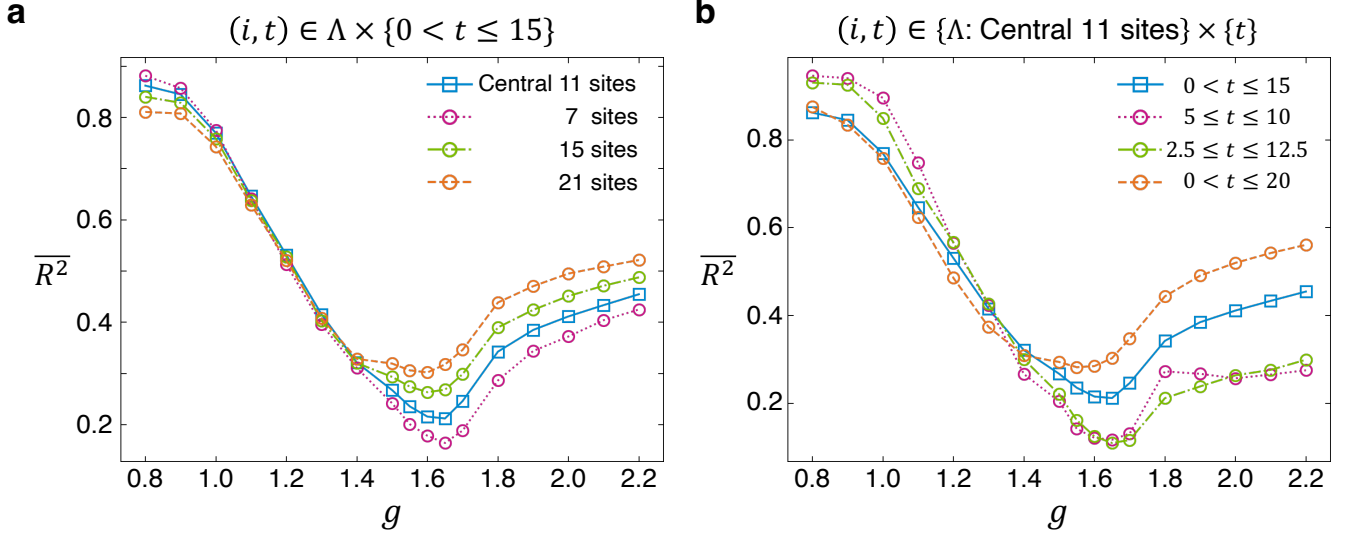 a
(i, t) ∈ Λ × {0 < t ≤ 15}
Central 11 sites
7 sites
15 sites
21 sites
0.8
0.6
0.4
0.2
R²
0.8 1.0 1.2 1.4 1.6 1.8 2.0 2.2
g
b
(i, t) ∈ {Λ: Central 11 sites} × {t}
0 < t ≤ 15
5 ≤ t ≤ 10
2.5 ≤ t ≤ 12.5
0 < t ≤ 20
0.8
0.6
0.4
0.2
R²
0.8 1.0 1.2 1.4 1.6 1.8 2.0 2.2
g